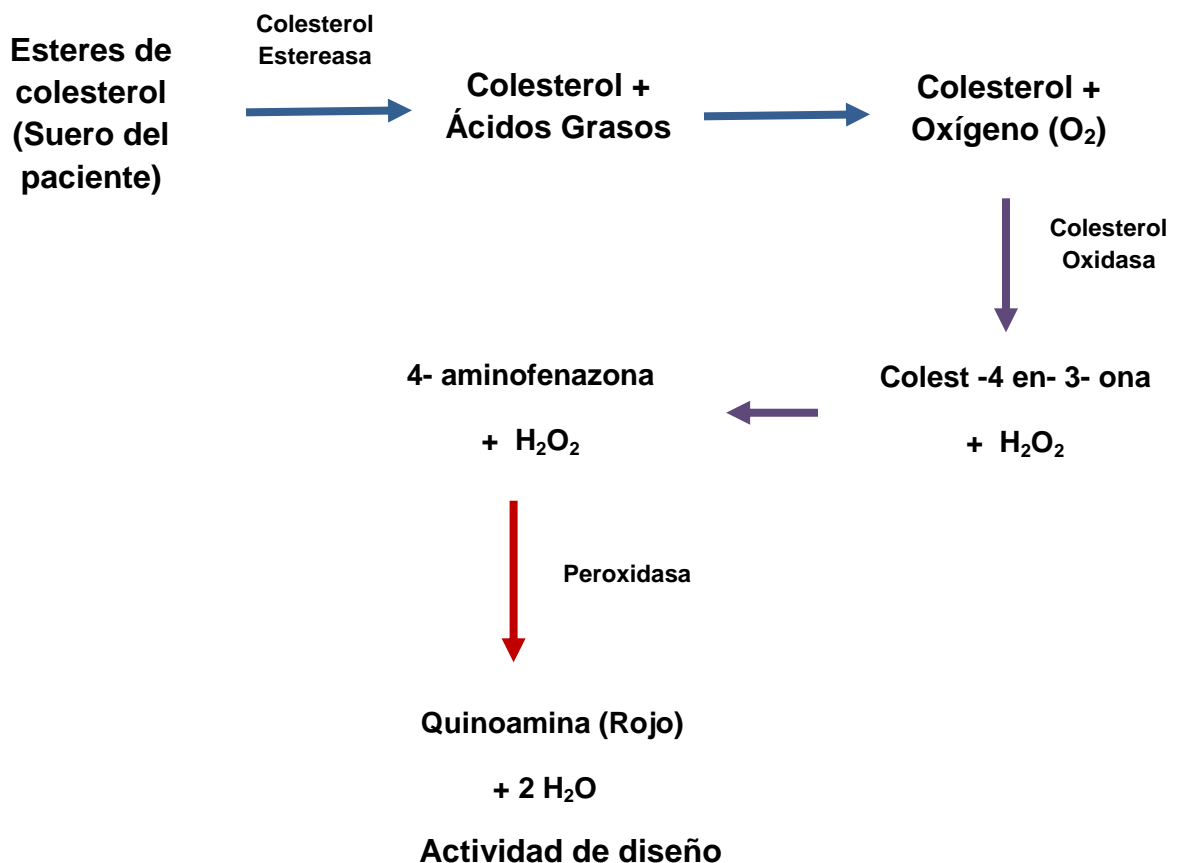 Esteres de
colesterol
(Suero del
paciente)
Colesterol
Estereasa
Colesterol +
Ácidos Grasos
Colesterol +
Oxígeno (O₂)
Colesterol
Oxidasa
4- aminofenazona
+ H₂O₂
Colest -4 en- 3- ona
+ H₂O₂
Peroxidasa
Quinoamina (Rojo)
+ 2 H₂O
Actividad de diseño